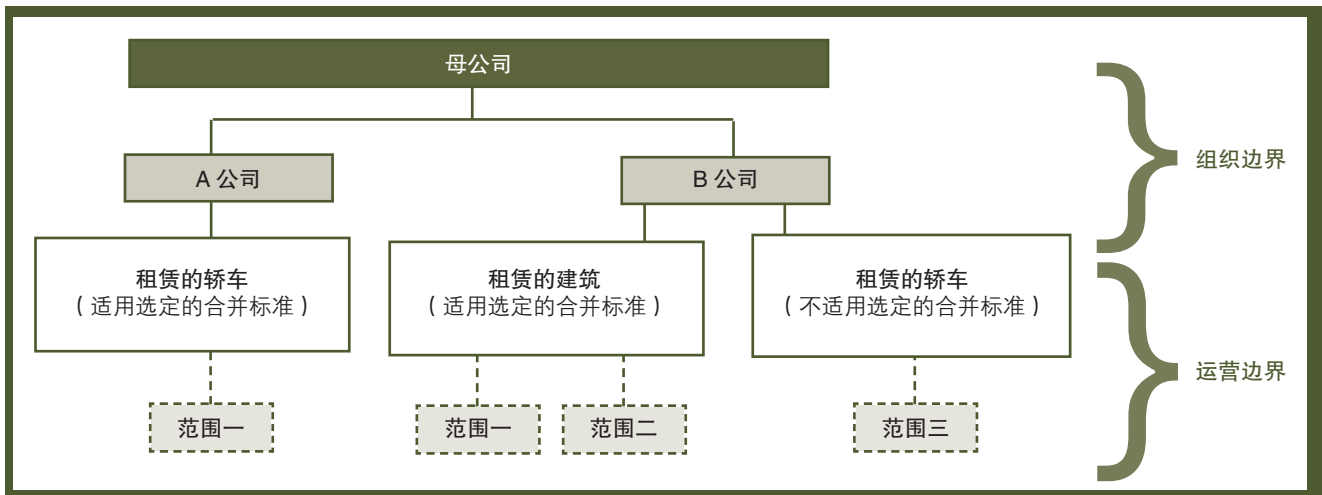 母公司
组织边界
A 公司
B 公司
租赁的轿车
（适用选定的合并标准）
租赁的建筑
（适用选定的合并标准）
租赁的轿车
（不适用选定的合并标准）
运营边界
范围一
范围一
范围二
范围三